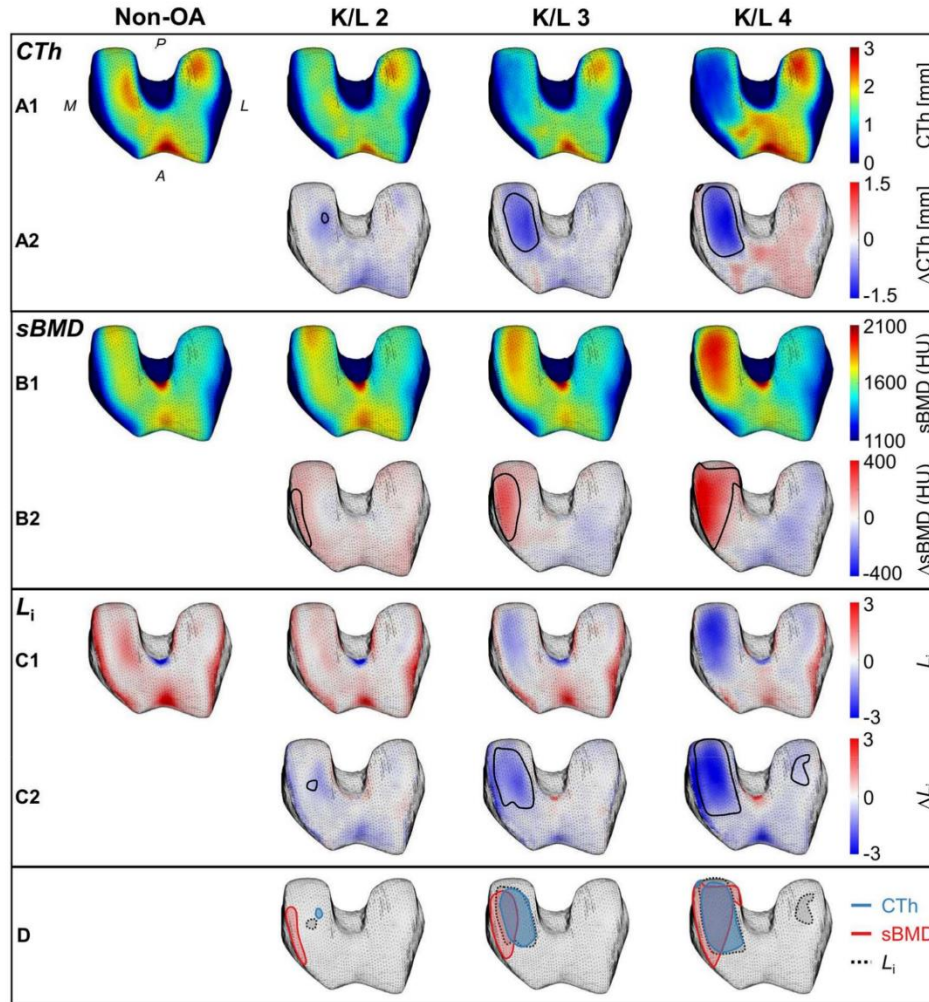 Non-OA K/L 2 K/L 3 K/L 4
CTh
P
A1 M L
3
2
1
0
CTh [mm]
A
A2
1.5
0
-1.5
ΔCTh [mm]
sBMD
B1
2100
1600
1100
sBMD (HU)
B2
400
0
-400
ΔsBMD (HU)
Li
C1
3
0
-3
Li
C2
3
0
-3
ΔLi
D
CTh
sBMD
Li